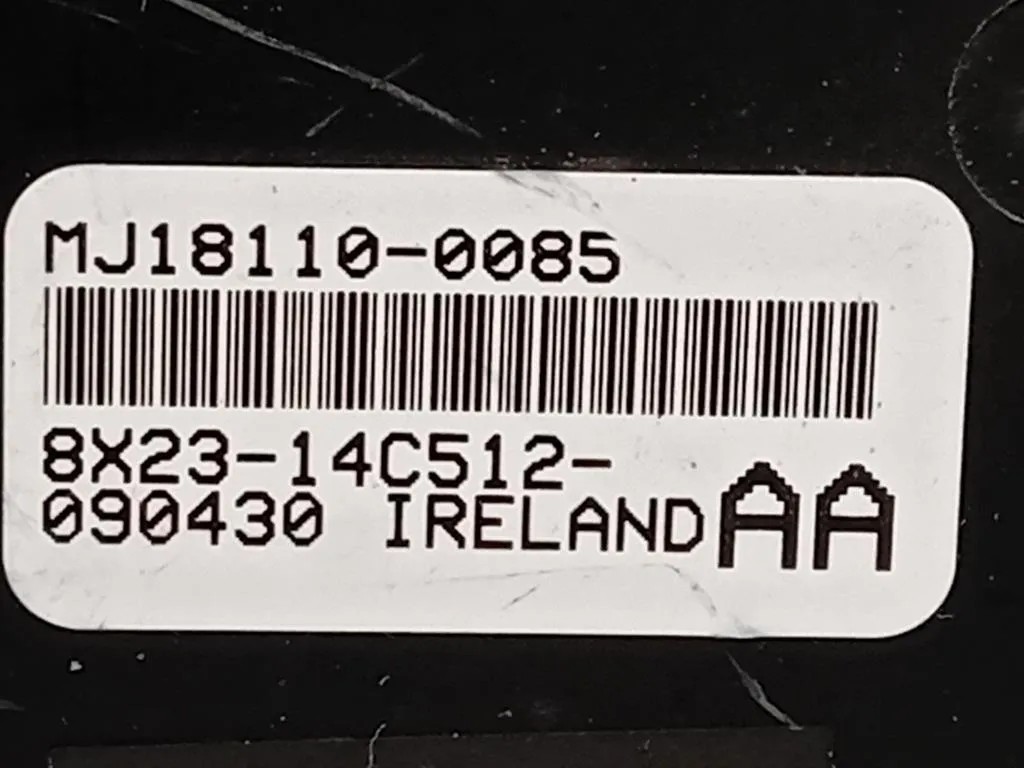 MJ18110-0085
8X23-14C512-
090430 IRELAND AA